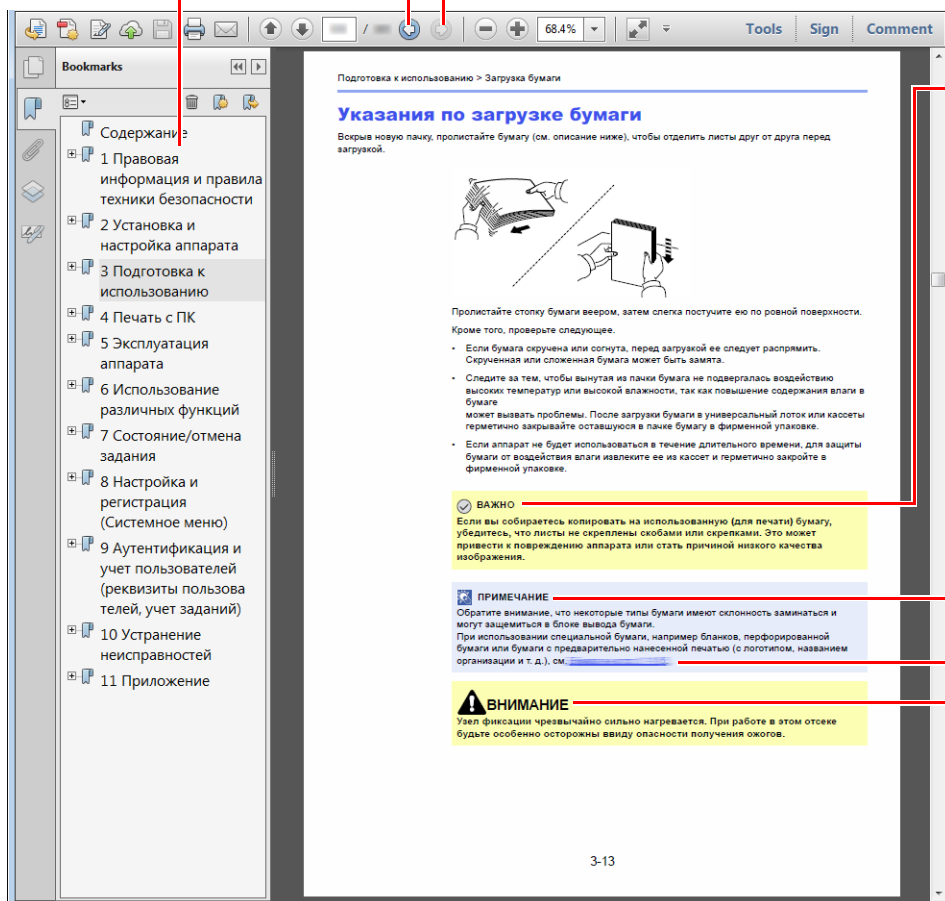 /
68.4%
Tools
Sign
Comment
Bookmarks
Содержание
1 Правовая
информация и правила
техники безопасности
2 Установка и
настройка аппарата
3 Подготовка к
использованию
4 Печать с ПК
5 Эксплуатация
аппарата
6 Использование
различных функций
7 Состояние/отмена
задания
8 Настройка и
регистрация
(Системное меню)
9 Аутентификация и
учет пользователей
(реквизиты пользова
телей, учет заданий)
10 Устранение
неисправностей
11 Приложение
Подготовка к использованию > Загрузка бумаги
Указания по загрузке бумаги
Вскрыв новую пачку, пролистайте бумагу (см. описание ниже), чтобы отделить листы друг от друга перед
загрузкой.
Пролистайте стопку бумаги веером, затем слегка постучите ею по ровной поверхности.
Кроме того, проверьте следующее.
• Если бумага скручена или согнута, перед загрузкой ее следует распрямить.
Скрученная или сложенная бумага может быть замята.
• Следите за тем, чтобы вынутая из пачки бумага не подвергалась воздействию
высоких температур или высокой влажности, так как повышение содержания влаги в
бумаге
может вызвать проблемы. После загрузки бумаги в универсальный лоток или кассеты
герметично закрывайте оставшуюся в пачке бумагу в фирменной упаковке.
• Если аппарат не будет использоваться в течение длительного времени, для защиты
бумаги от воздействия влаги извлеките ее из кассет и герметично закройте в
фирменной упаковке.
ВАЖНО
Если вы собираетесь копировать на использованную (для печати) бумагу,
убедитесь, что листы не скреплены скобами или скрепками. Это может
привести к повреждению аппарата или стать причиной низкого качества
изображения.
ПРИМЕЧАНИЕ
Обратите внимание, что некоторые типы бумаги имеют склонность заминаться и
могут защемиться в блоке вывода бумаги.
При использовании специальной бумаги, например бланков, перфорированной
бумаги или бумаги с предварительно нанесенной печатью (с логотипом, названием
организации и т. д.), см.
ВНИМАНИЕ
Узел фиксации чрезвычайно сильно нагревается. При работе в этом отсеке
будьте особенно осторожны ввиду опасности получения ожогов.
3-13